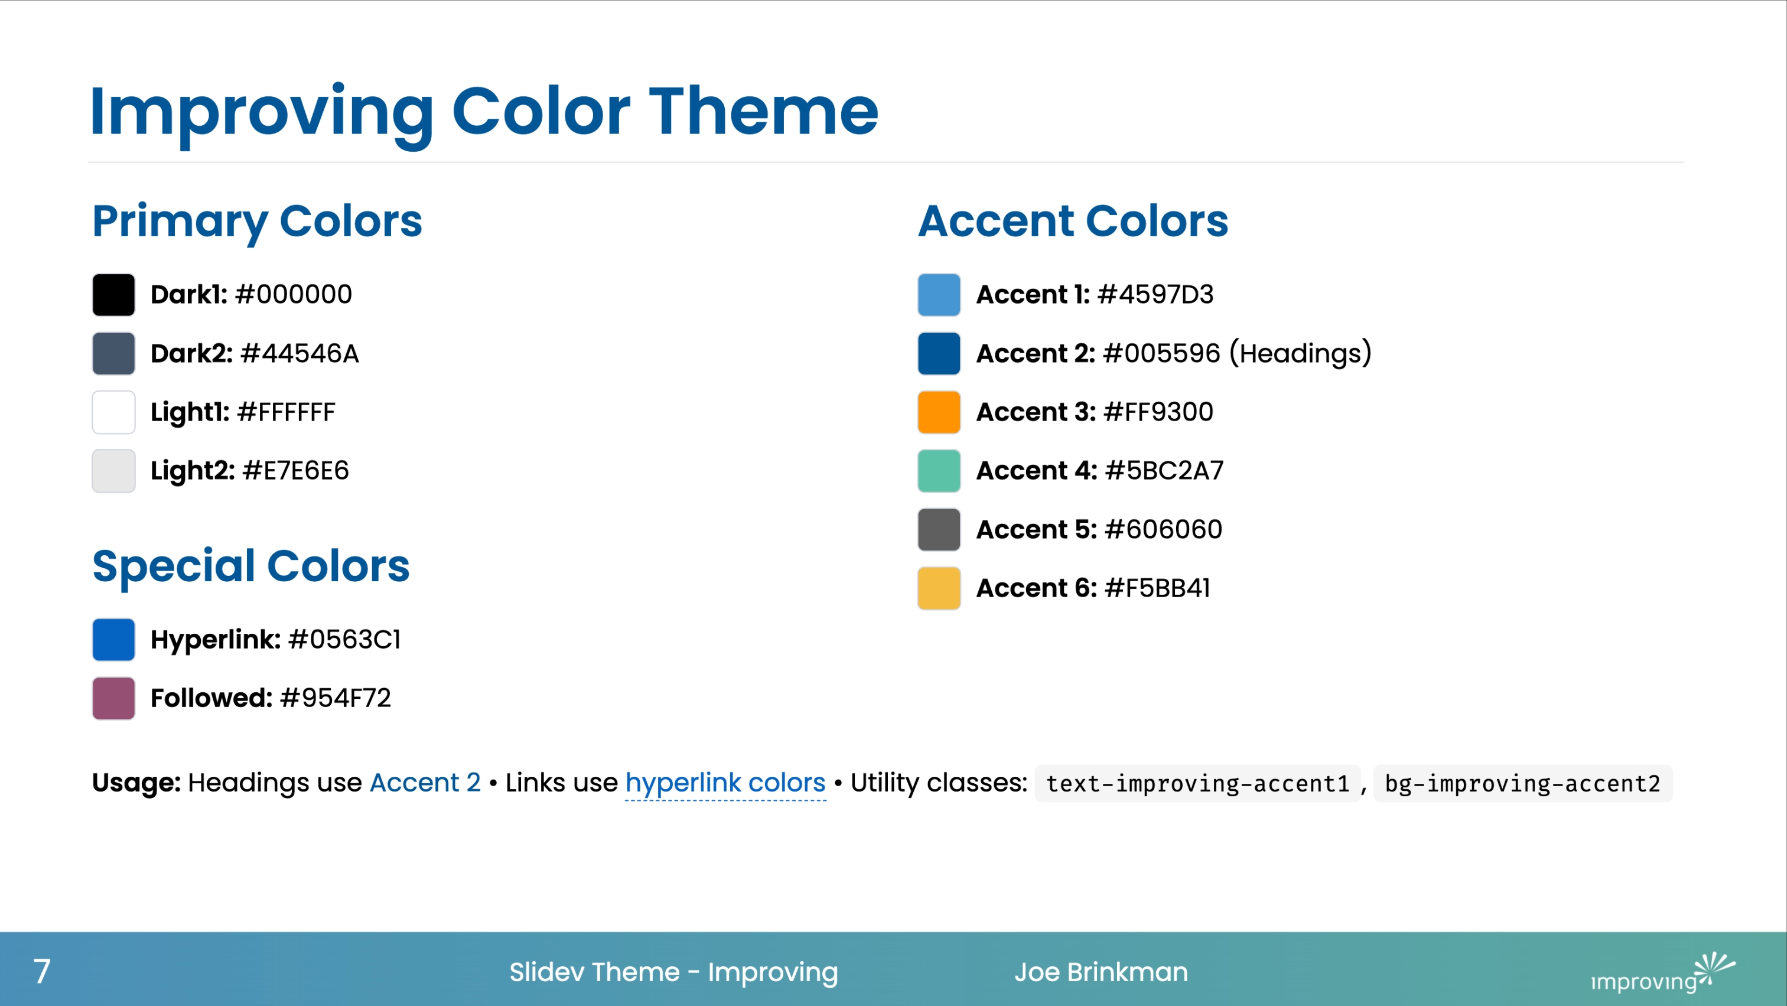 Improving Color Theme
Primary Colors
Dark1: #000000
Dark2: #44546A
Light1: #FFFFFF
Light2: #E7E6E6
Special Colors
Hyperlink: #0563C1
Followed: #954F72
Accent Colors
Accent 1: #4597D3
Accent 2: #005596 (Headings)
Accent 3: #FF9300
Accent 4: #5BC2A7
Accent 5: #606060
Accent 6: #F5BB41
Usage: Headings use Accent 2 • Links use hyperlink colors • Utility classes: text-improving-accent1 , bg-improving-accent2
7
Slidev Theme - Improving
Joe Brinkman
improving